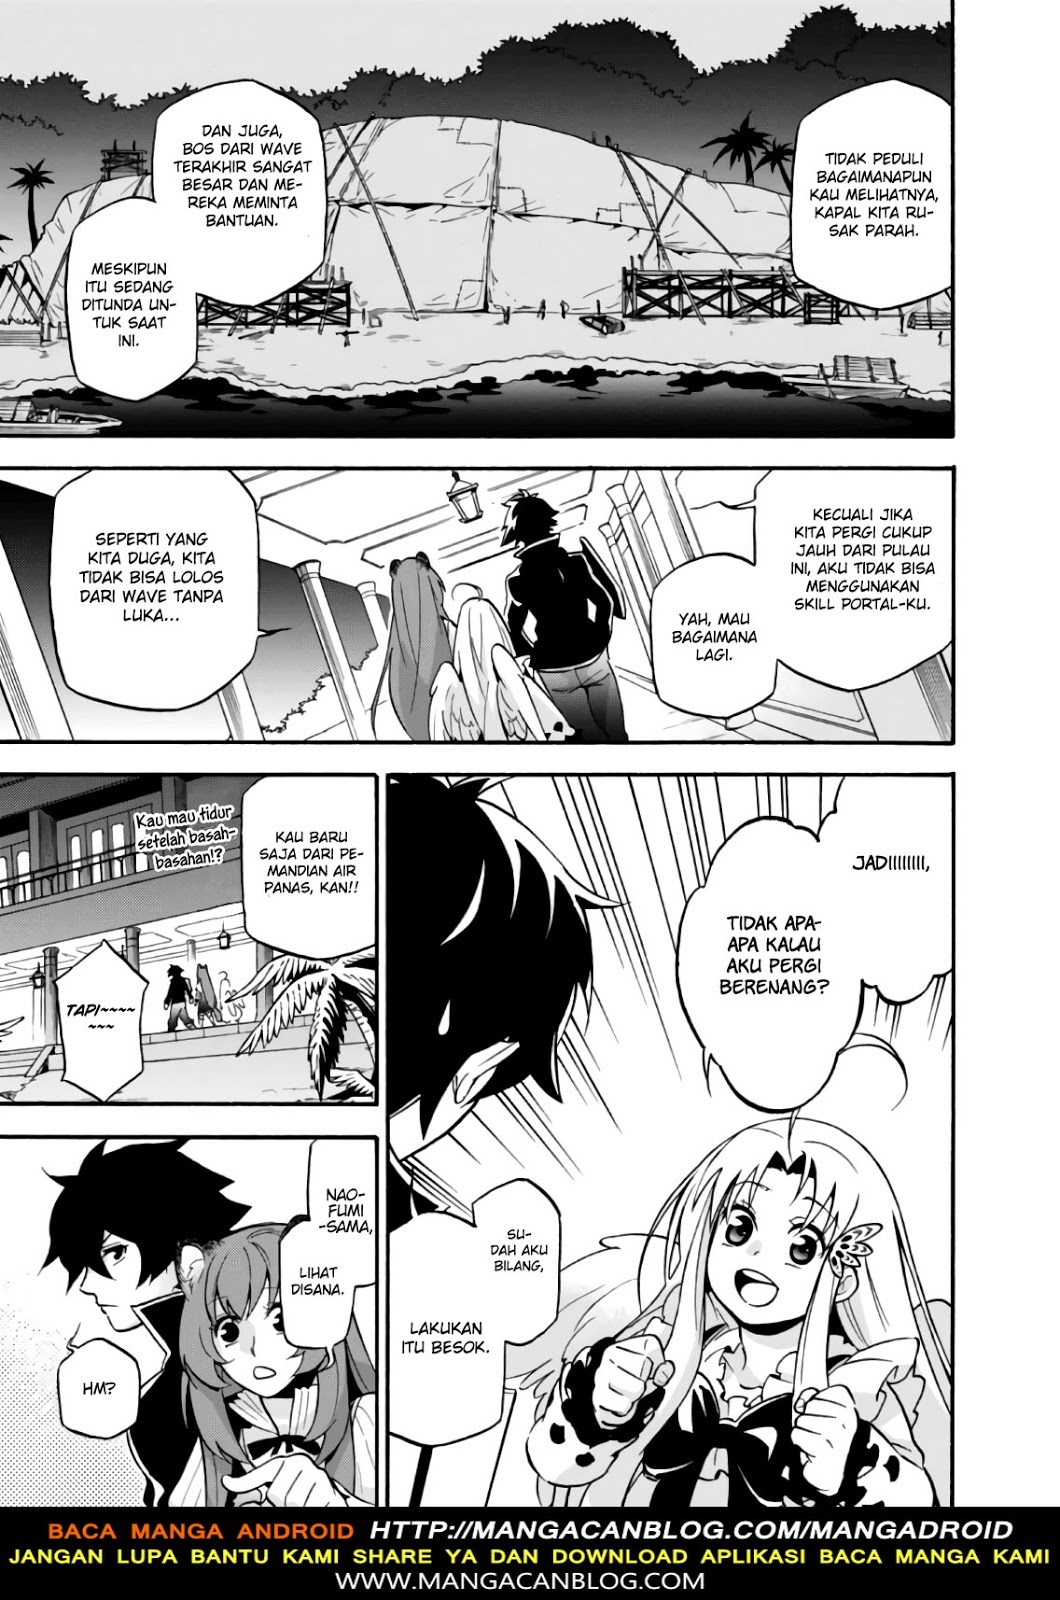 TIDAK PEDULI
BAGAIMANAPUN
KAU MELIHATNYA,
KAPAL KITA RU-
SAK PARAH.
DAN JUGA,
BOS DARI WAVE
TERAKHIR SANGAT
BESAR DAN ME-
REKA MEMINTA
BANTUAN.
MESKIPUN
ITU SEDANG
DITUNDA UN-
TUK SAAT
INI.
KECUALI JIKA
KITA PERGI CUKUP
JAUH DARI PULAU
INI, AKU TIDAK BISA
MENGGUNAKAN
SKILL PORTAL-KU.
YAH, MAU
BAGAIMANA
LAGI.
SEPERTI YANG
KITA DUGA, KITA
TIDAK BISA LOLOS
DARI WAVE TANPA
LUKA...
JADIIIIIIII,
TIDAK APA-
APA KALAU
AKU PERGI
BERENANG?
SU-
DAH AKU
BILANG,
LAKUKAN
ITU BESOK.
KAU BARU
SAJA DARI PE-
MANDIAN AIR
PANAS, KAN!!
Kau mau tidur
setelah basah-
basahan!?
TAPI~~~~
~~~
NAO-
FUMI
-SAMA,
LIHAT
DISANA.
HM?
BACA MANGA ANDROID HTTP://MANGACANBLOG.COM/MANGADROID
JANGAN LUPA BANTU KAMI SHARE YA DAN DOWNLOAD APLIKASI BACA MANGA KAMI
WWW.MANGACANBLOG.COM